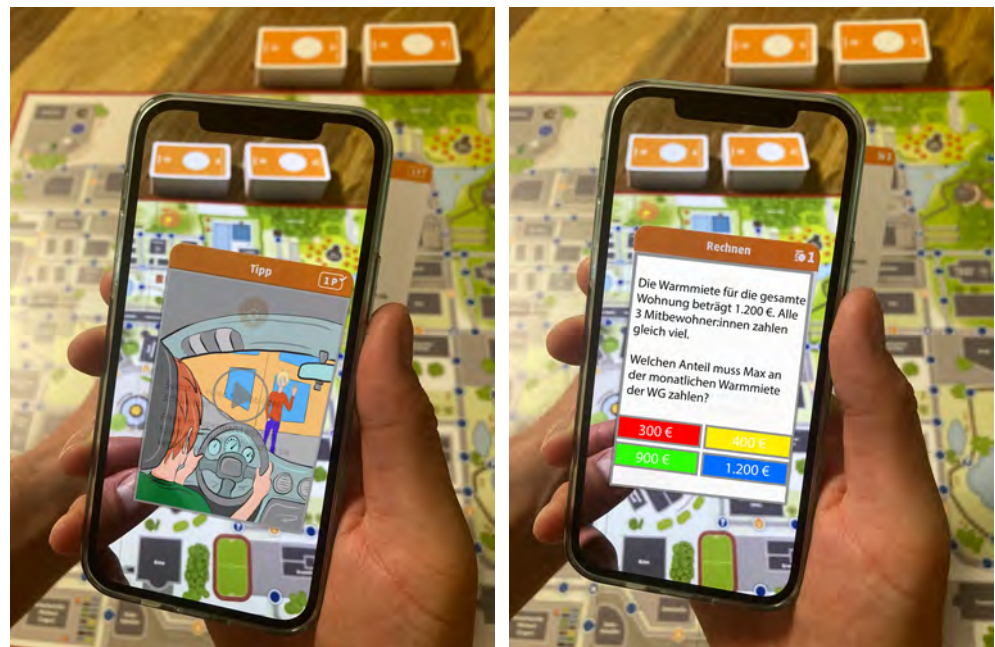 Tipp
1 P
Rechnen
1
Die Warmmiete für die gesamte
Wohnung beträgt 1.200 €. Alle
3 Mitbewohner:innen zahlen
gleich viel.
Welchen Anteil muss Max an
der monatlichen Warmmiete
der WG zahlen?
300 €
400 €
900 €
1.200 €